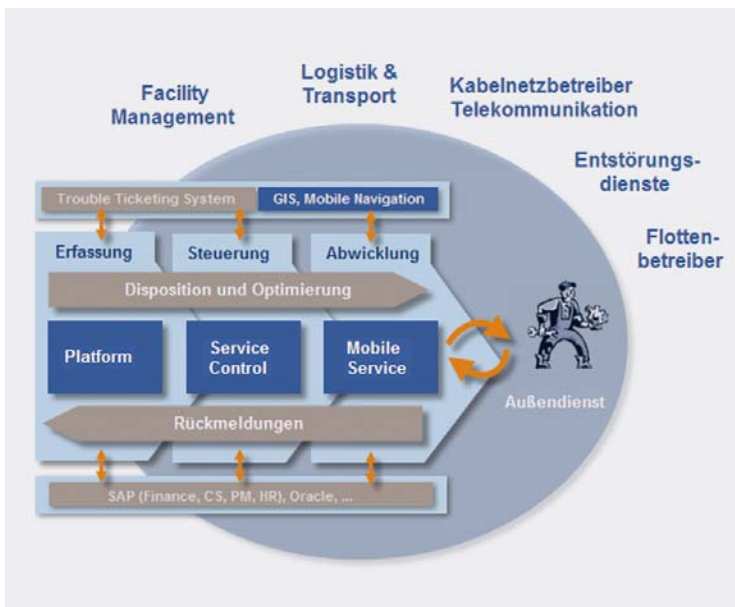 Logistik &
Transport
Facility
Management
Kabelnetzbetreiber
Telekommunikation
Entstörungs-
dienste
Flotten-
betreiber
Trouble Ticketing System
GIS, Mobile Navigation
Erfassung
Steuerung
Abwicklung
Disposition und Optimierung
Platform
Service
Control
Mobile
Service
Außendienst
Rückmeldungen
SAP (Finance, CS, PM, HR), Oracle, ...